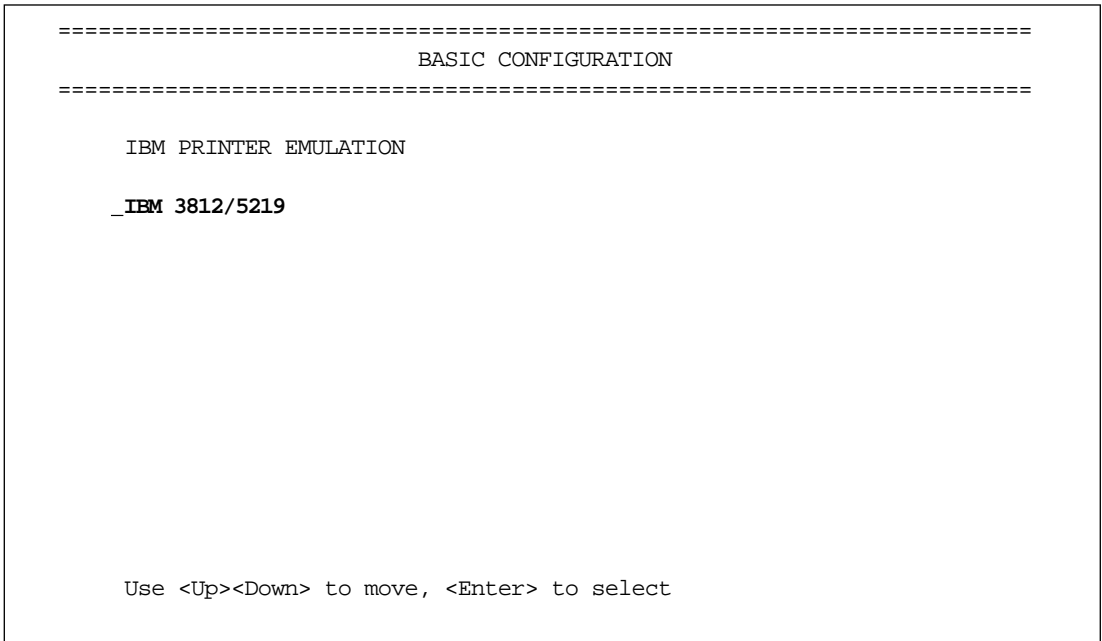 =========================================================================
BASIC CONFIGURATION
=========================================================================
IBM PRINTER EMULATION
_IBM 3812/5219
Use <Up><Down> to move, <Enter> to select